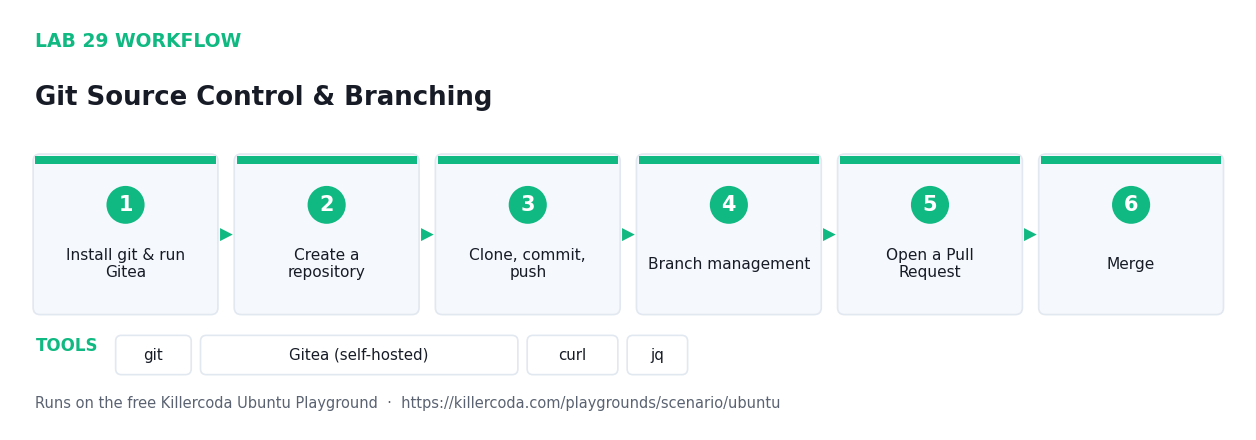 LAB 29 WORKFLOW
Git Source Control & Branching
1
Install git & run
Gitea
2
Create a
repository
3
Clone, commit,
push
4
Branch management
5
Open a Pull
Request
6
Merge
TOOLS
git
Gitea (self-hosted)
curl
jq
Runs on the free Killercoda Ubuntu Playground · https://killercoda.com/playgrounds/scenario/ubuntu